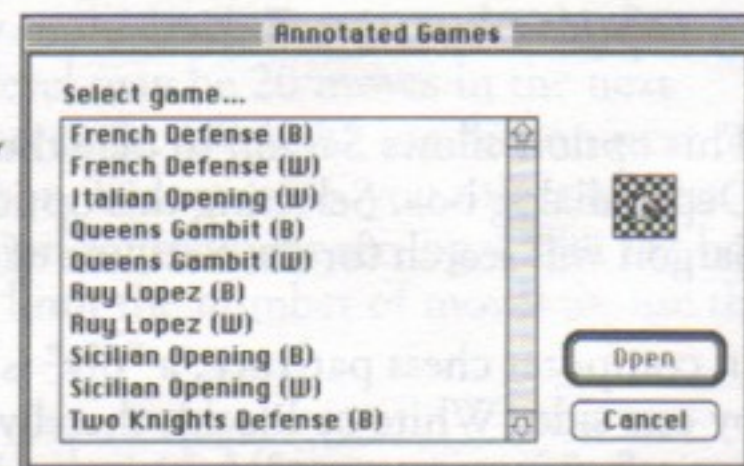 Annotated Games
Select game...
French Defense (B)
French Defense (W)
Italian Opening (W)
Queens Gambit (B)
Queens Gambit (W)
Ruy Lopez (B)
Ruy Lopez (W)
Sicilian Opening (B)
Sicilian Opening (W)
Two Knights Defense (B)
Open
Cancel